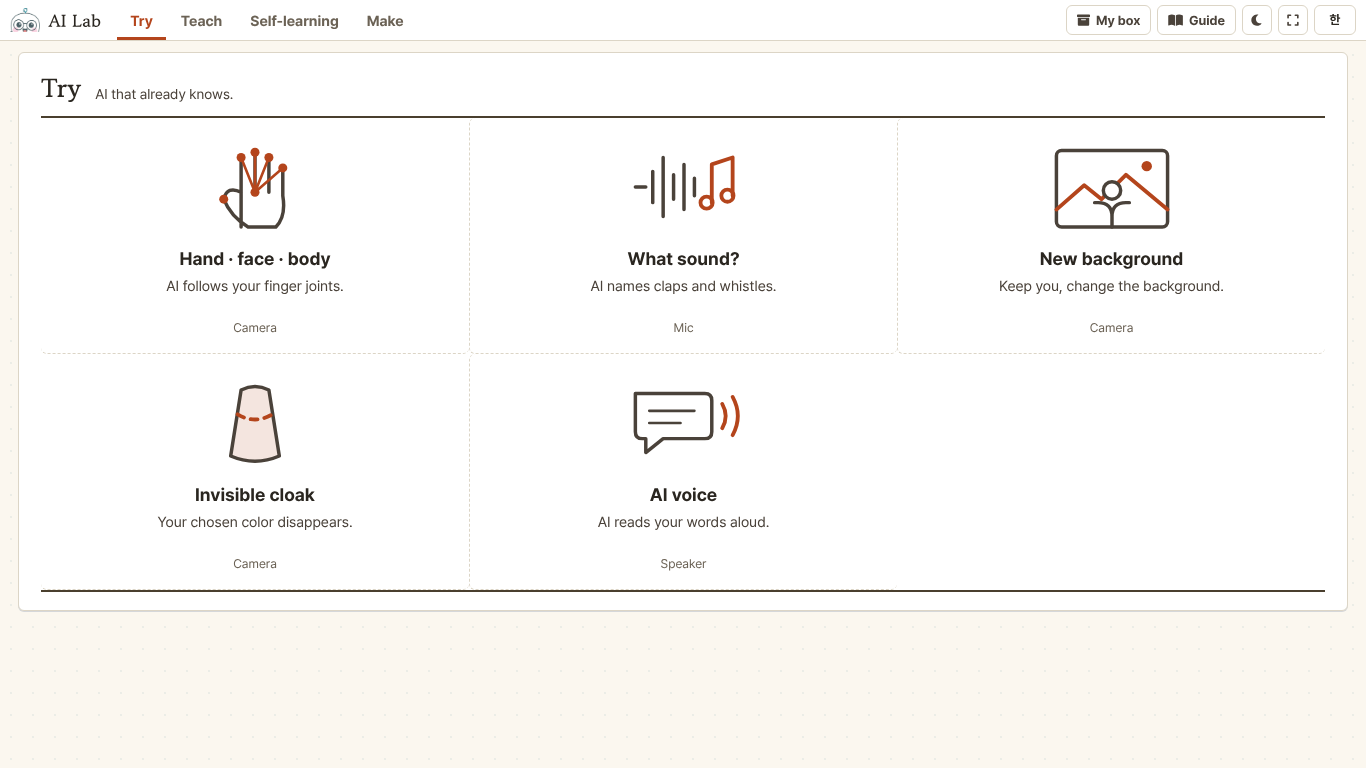 AI Lab
Try
Teach
Self-learning
Make
My box
Guide
한
Try
AI that already knows.
Hand · face · body
AI follows your finger joints.
Camera
What sound?
AI names claps and whistles.
Mic
New background
Keep you, change the background.
Camera
Invisible cloak
Your chosen color disappears.
Camera
AI voice
AI reads your words aloud.
Speaker